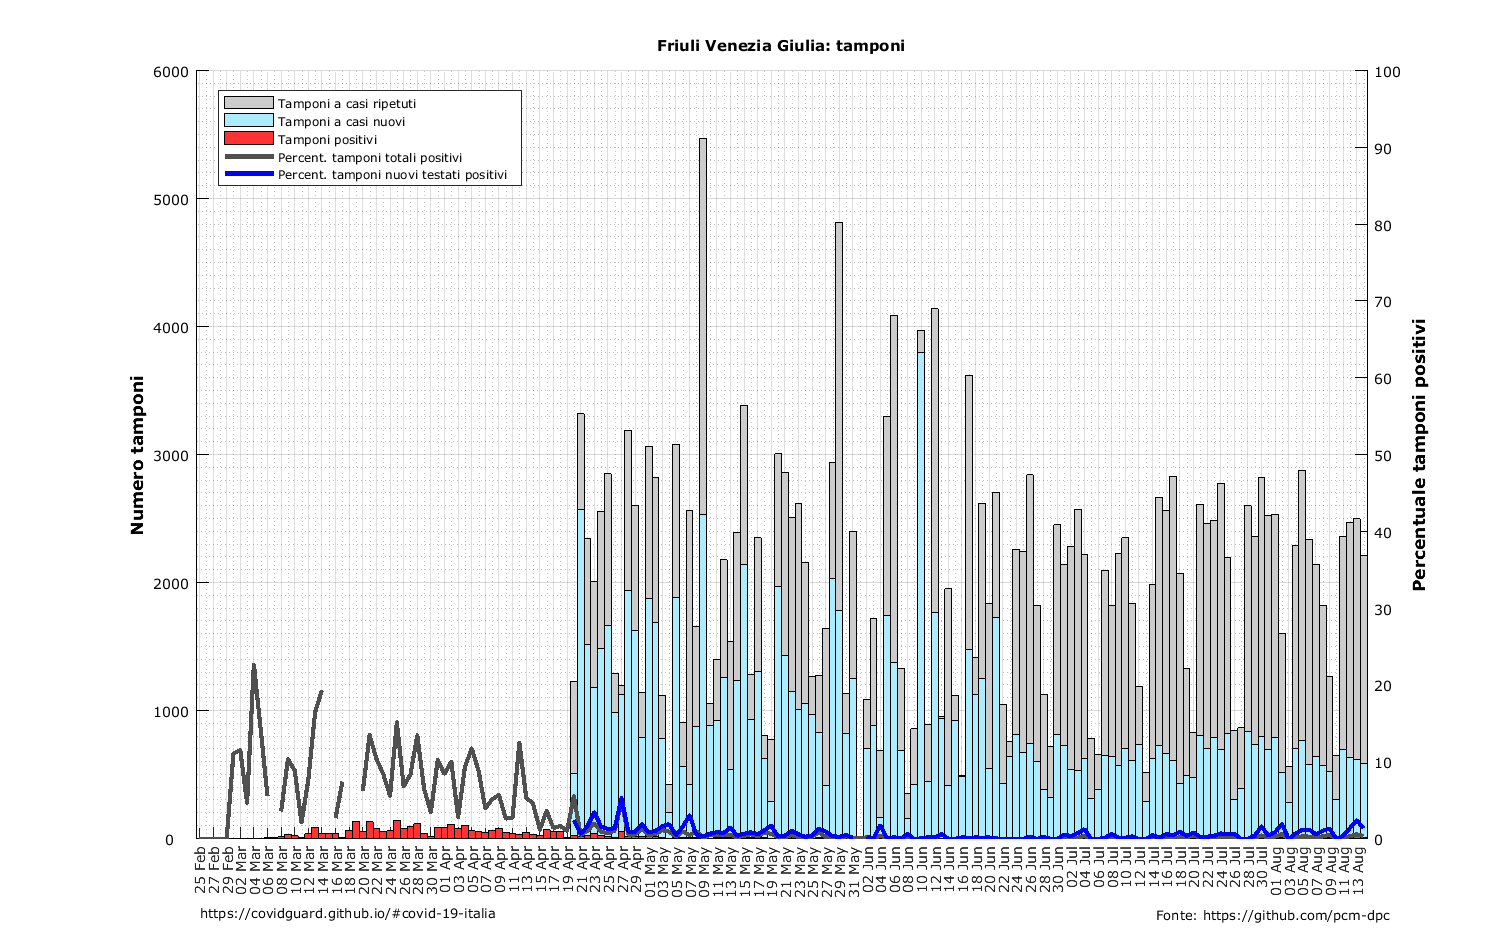 Friuli Venezia Giulia: tamponi
6000
5000
4000
3000
2000
1000
0
Numero tamponi
Tamponi a casi ripetuti
Tamponi a casi nuovi
Tamponi positivi
Percent. tamponi totali positivi
Percent. tamponi nuovi testati positivi
100
90
80
70
60
50
40
30
20
10
0
Percentuale tamponi positivi
25 Feb
27 Feb
29 Feb
02 Mar
04 Mar
06 Mar
08 Mar
10 Mar
12 Mar
14 Mar
16 Mar
18 Mar
20 Mar
22 Mar
24 Mar
26 Mar
28 Mar
30 Mar
01 Apr
03 Apr
05 Apr
07 Apr
09 Apr
11 Apr
13 Apr
15 Apr
17 Apr
19 Apr
21 Apr
23 Apr
25 Apr
27 Apr
29 Apr
01 May
03 May
05 May
07 May
09 May
11 May
13 May
15 May
17 May
19 May
21 May
23 May
25 May
27 May
29 May
31 May
02 Jun
04 Jun
06 Jun
08 Jun
10 Jun
12 Jun
14 Jun
16 Jun
18 Jun
20 Jun
22 Jun
24 Jun
26 Jun
28 Jun
30 Jun
02 Jul
04 Jul
06 Jul
08 Jul
10 Jul
12 Jul
14 Jul
16 Jul
18 Jul
20 Jul
22 Jul
24 Jul
26 Jul
28 Jul
30 Jul
01 Aug
03 Aug
05 Aug
07 Aug
09 Aug
11 Aug
13 Aug
https://covidguard.github.io/#covid-19-italia
Fonte: https://github.com/pcm-dpc